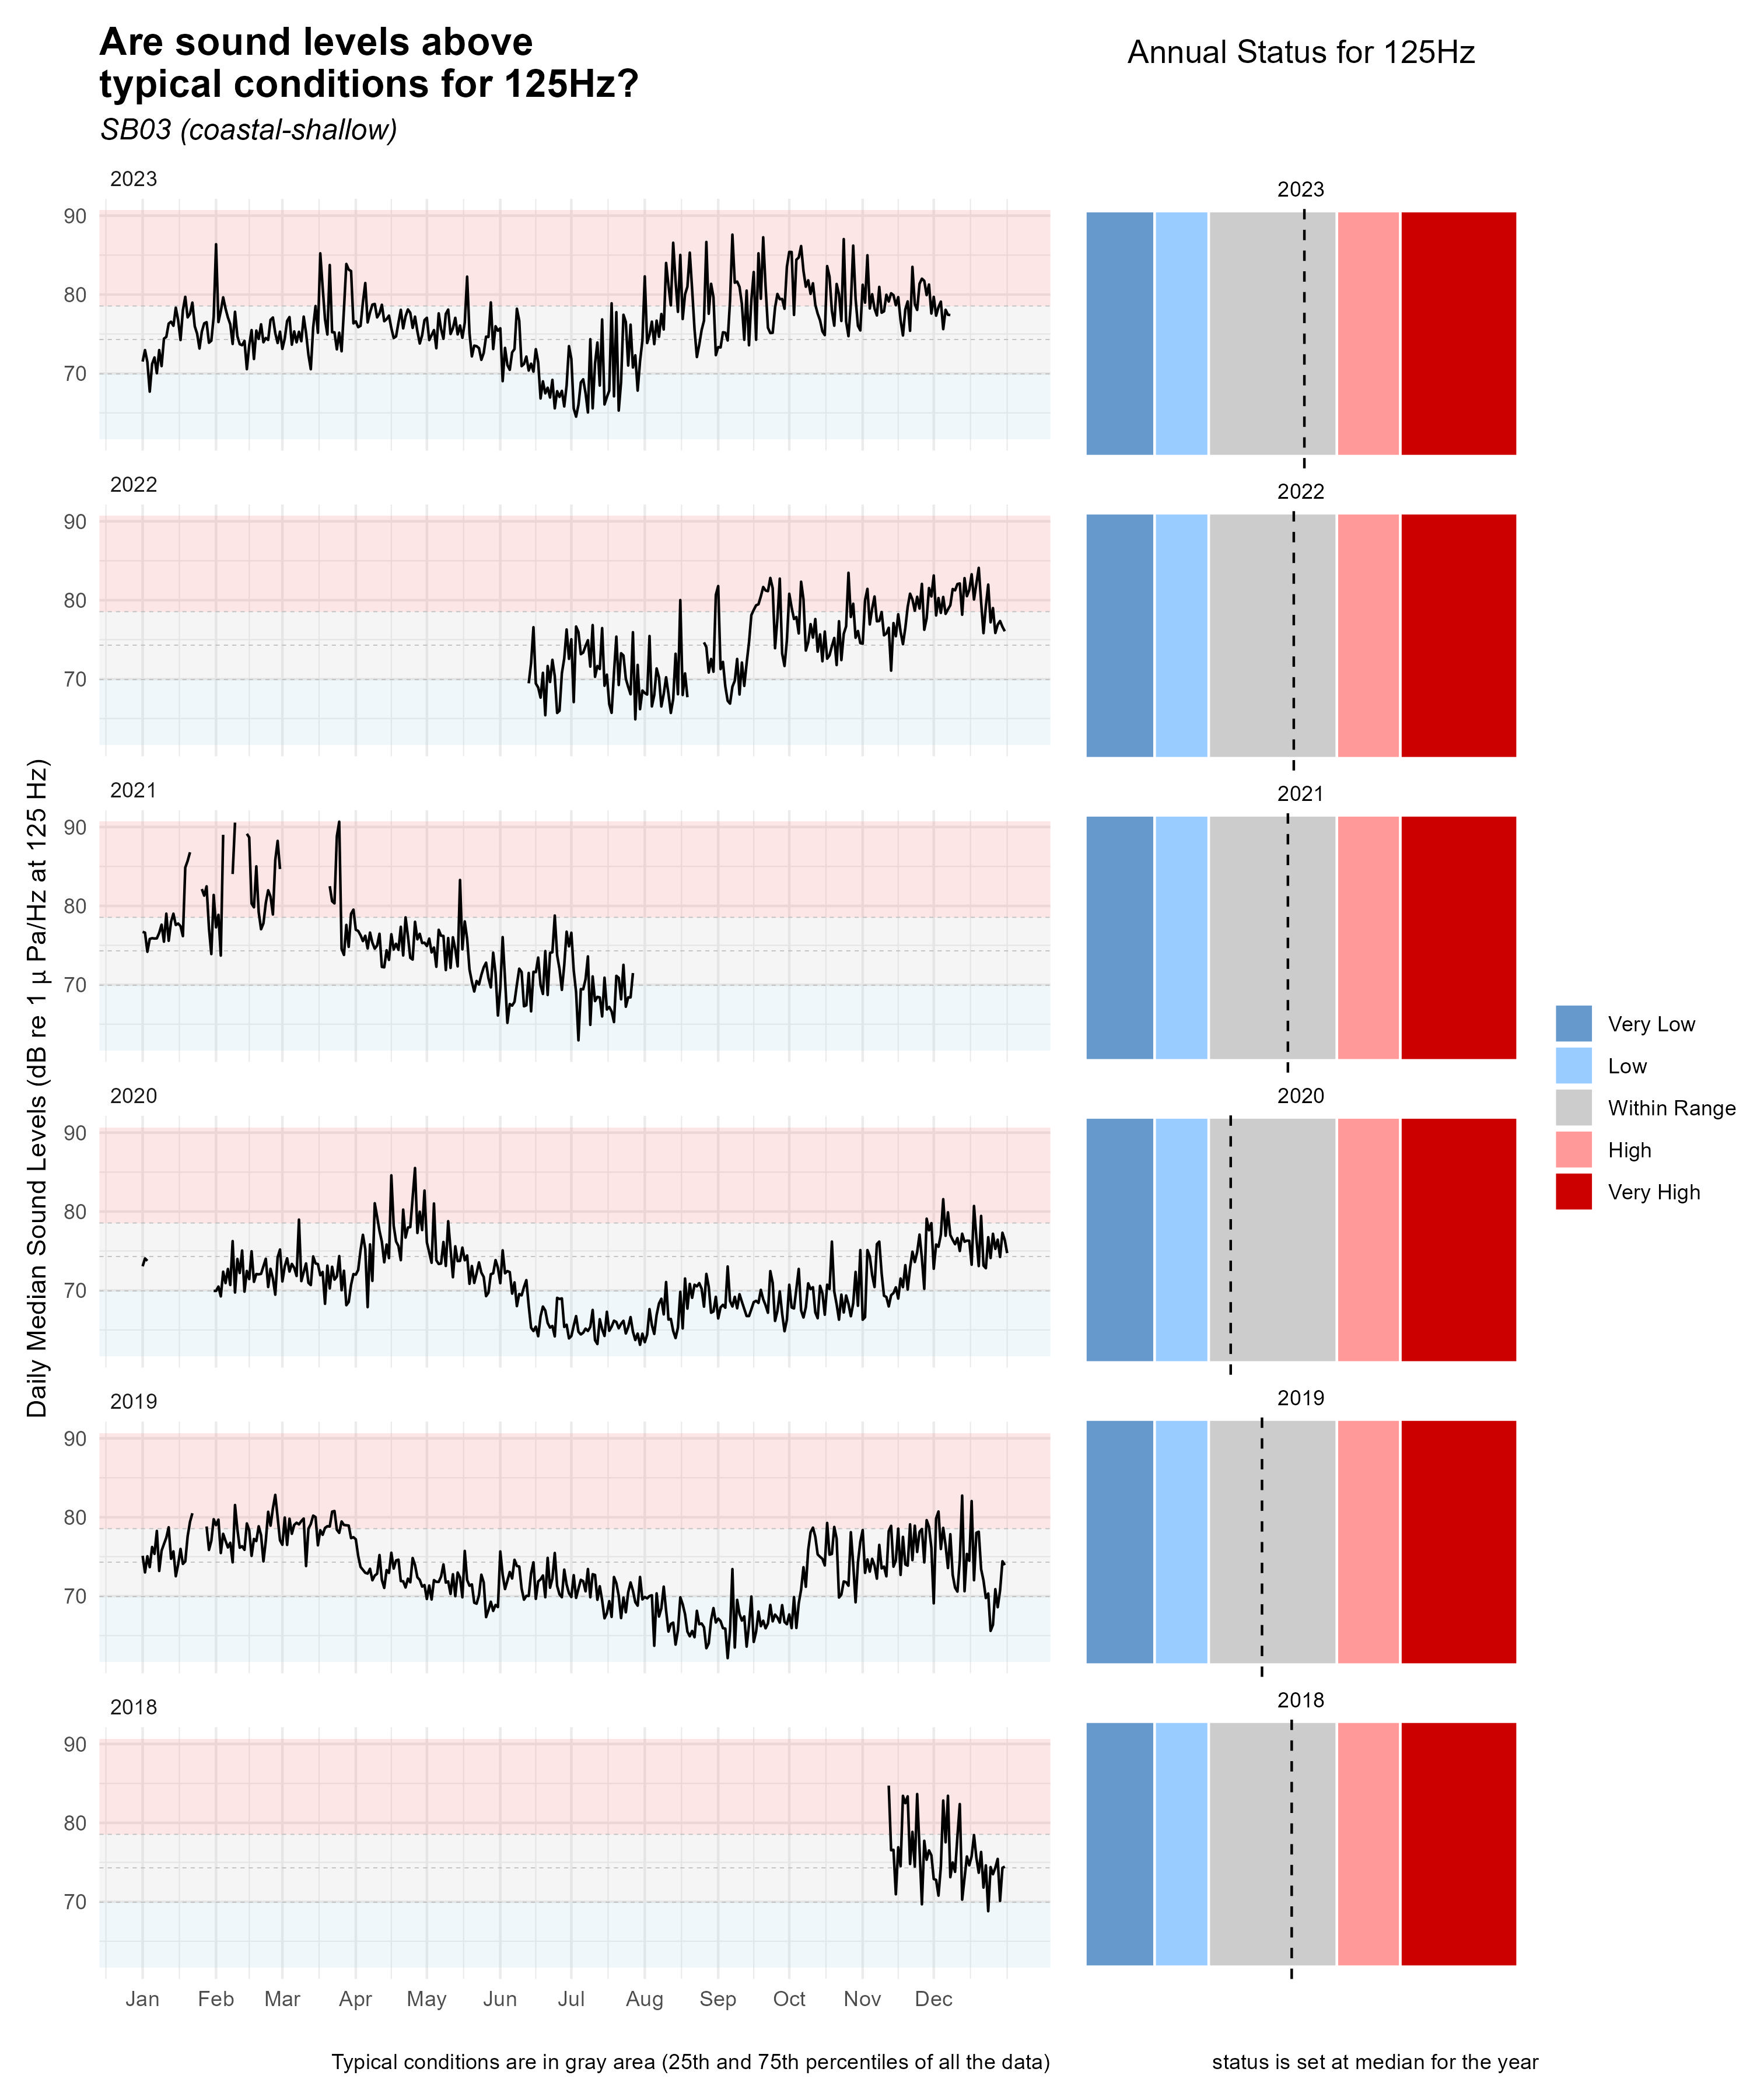 Are sound levels above
typical conditions for 125Hz?
SB03 (coastal-shallow)
Annual Status for 125Hz
Daily Median Sound Levels (dB re 1 μ Pa/Hz at 125 Hz)
2023
90
80
70
2022
90
80
70
2021
90
80
70
2020
90
80
70
2019
90
80
70
2018
90
80
70
Jan Feb Mar Apr May Jun Jul Aug Sep Oct Nov Dec
Typical conditions are in gray area (25th and 75th percentiles of all the data)
2023
2022
2021
2020
2019
2018
status is set at median for the year
Very Low
Low
Within Range
High
Very High